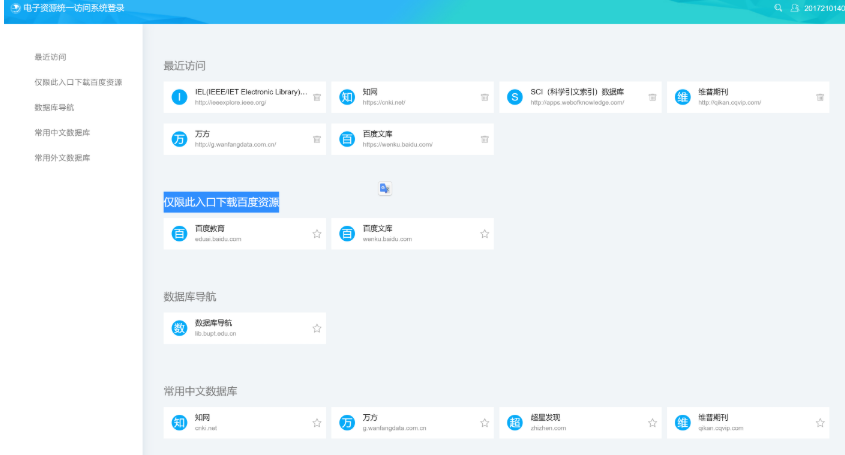 电子资源统一访问系统登录
2017210140
最近访问
仅限此入口下载百度资源
数据库导航
常用中文数据库
常用外文数据库
最近访问
I
IEL(IEEE/IET Electronic Library)...
http://ieeexplore.ieee.org/
知
知网
https://cnki.net/
S
SCI（科学引文索引）数据库
http://apps.webofknowledge.com/
维
维普期刊
http://qikan.cqvip.com/
万
万方
http://g.wanfangdata.com.cn/
百
百度文库
https://wenku.baidu.com/
仅限此入口下载百度资源
百
百度教育
eduai.baidu.com
百
百度文库
wenku.baidu.com
数据库导航
数
数据库导航
lib.bupt.edu.cn
常用中文数据库
知
知网
cnki.net
万
万方
g.wanfangdata.com.cn
超
超星发现
zhizhen.com
维
维普期刊
qikan.cqvip.com